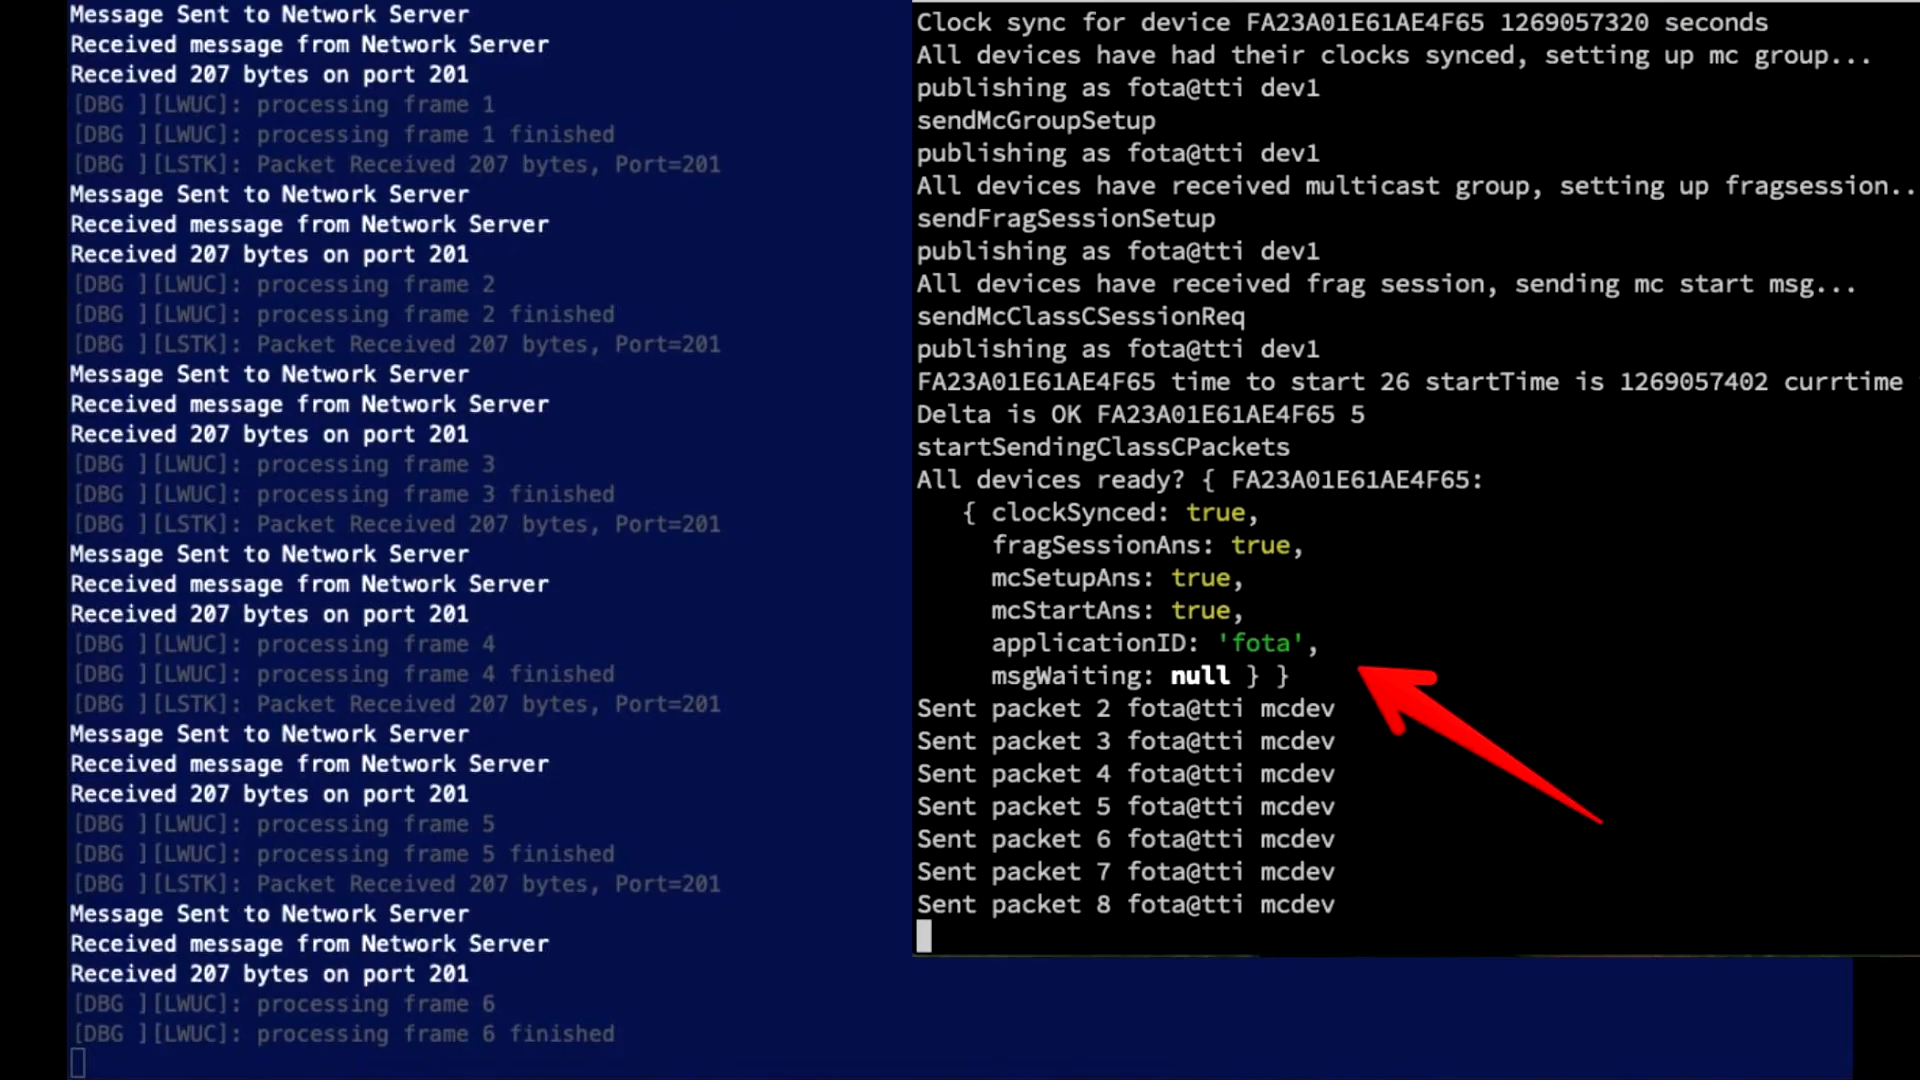 Message Sent to Network Server
Received message from Network Server
Received 207 bytes on port 201
[DBG ][LWUC]: processing frame 1
[DBG ][LWUC]: processing frame 1 finished
[DBG ][LSTK]: Packet Received 207 bytes, Port=201
Message Sent to Network Server
Received message from Network Server
Received 207 bytes on port 201
[DBG ][LWUC]: processing frame 2
[DBG ][LWUC]: processing frame 2 finished
[DBG ][LSTK]: Packet Received 207 bytes, Port=201
Message Sent to Network Server
Received message from Network Server
Received 207 bytes on port 201
[DBG ][LWUC]: processing frame 3
[DBG ][LWUC]: processing frame 3 finished
[DBG ][LSTK]: Packet Received 207 bytes, Port=201
Message Sent to Network Server
Received message from Network Server
Received 207 bytes on port 201
[DBG ][LWUC]: processing frame 4
[DBG ][LWUC]: processing frame 4 finished
[DBG ][LSTK]: Packet Received 207 bytes, Port=201
Message Sent to Network Server
Received message from Network Server
Received 207 bytes on port 201
[DBG ][LWUC]: processing frame 5
[DBG ][LWUC]: processing frame 5 finished
[DBG ][LSTK]: Packet Received 207 bytes, Port=201
Message Sent to Network Server
Received message from Network Server
Received 207 bytes on port 201
[DBG ][LWUC]: processing frame 6
[DBG ][LWUC]: processing frame 6 finished
Clock sync for device FA23A01E61AE4F65 1269057320 seconds
All devices have had their clocks synced, setting up mc group...
publishing as fota@tti dev1
sendMcGroupSetup
publishing as fota@tti dev1
All devices have received multicast group, setting up fragsession..
sendFragSessionSetup
publishing as fota@tti dev1
All devices have received frag session, sending mc start msg...
sendMcClassCSessionReq
publishing as fota@tti dev1
FA23A01E61AE4F65 time to start 26 startTime is 1269057402 currtime
Delta is OK FA23A01E61AE4F65 5
startSendingClassCPackets
All devices ready? { FA23A01E61AE4F65:
{ clockSynced: true,
fragSessionAns: true,
mcSetupAns: true,
mcStartAns: true,
applicationID: 'fota',
msgWaiting: null } }
Sent packet 2 fota@tti mcdev
Sent packet 3 fota@tti mcdev
Sent packet 4 fota@tti mcdev
Sent packet 5 fota@tti mcdev
Sent packet 6 fota@tti mcdev
Sent packet 7 fota@tti mcdev
Sent packet 8 fota@tti mcdev